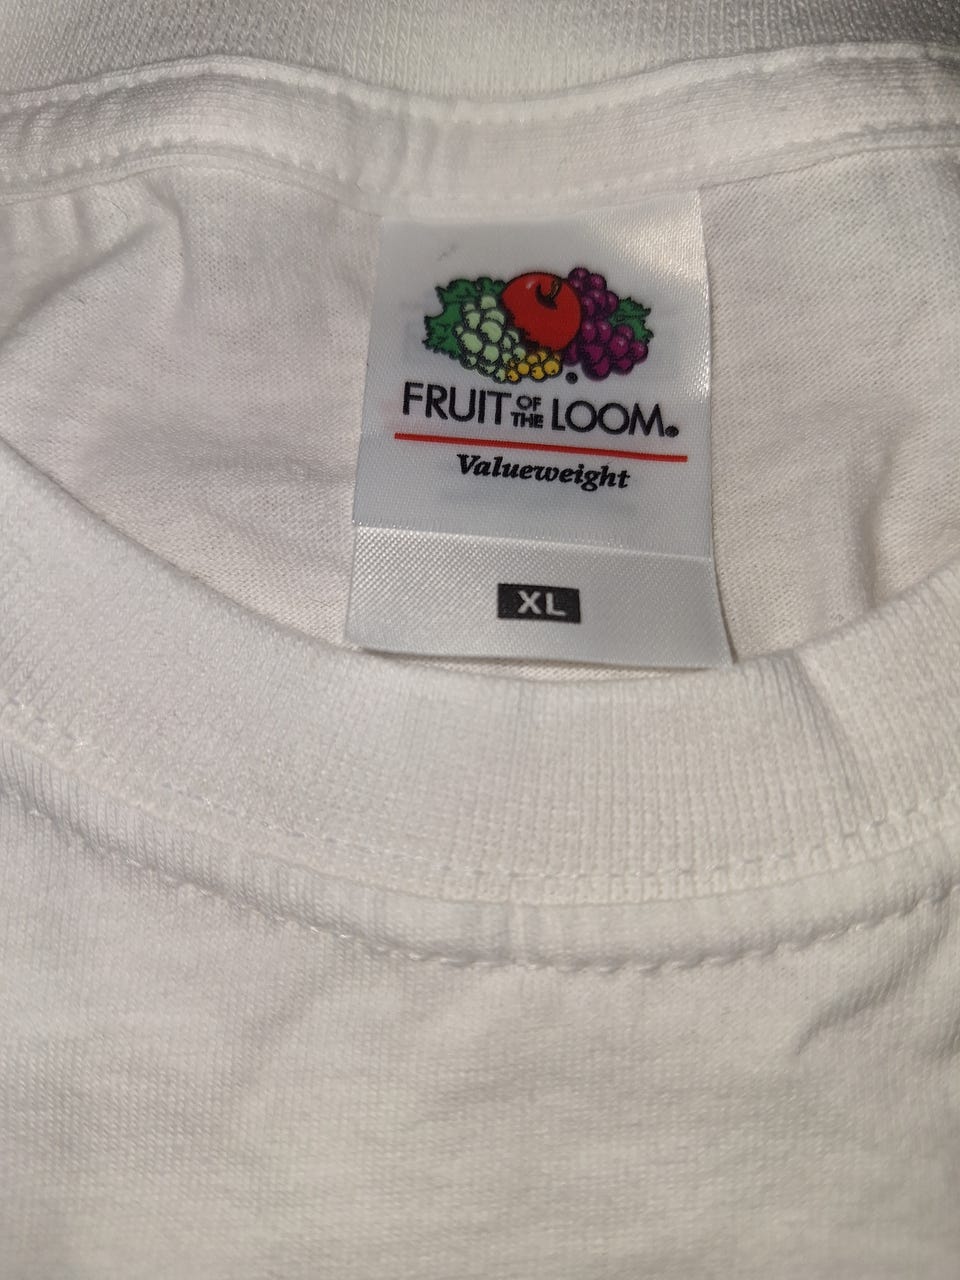 FRUIT OF THE LOOM®
Valueweight
XL